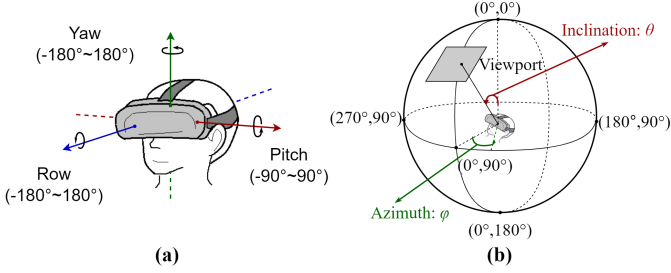 Yaw
(-180°~180°)
Row
(-180°~180°)
Pitch
(-90°~90°)
(a)
(0°,0°)
Inclination: θ
Viewport
(270°,90°)
(180°,90°)
(0°,90°)
Azimuth: φ
(0°,180°)
(b)